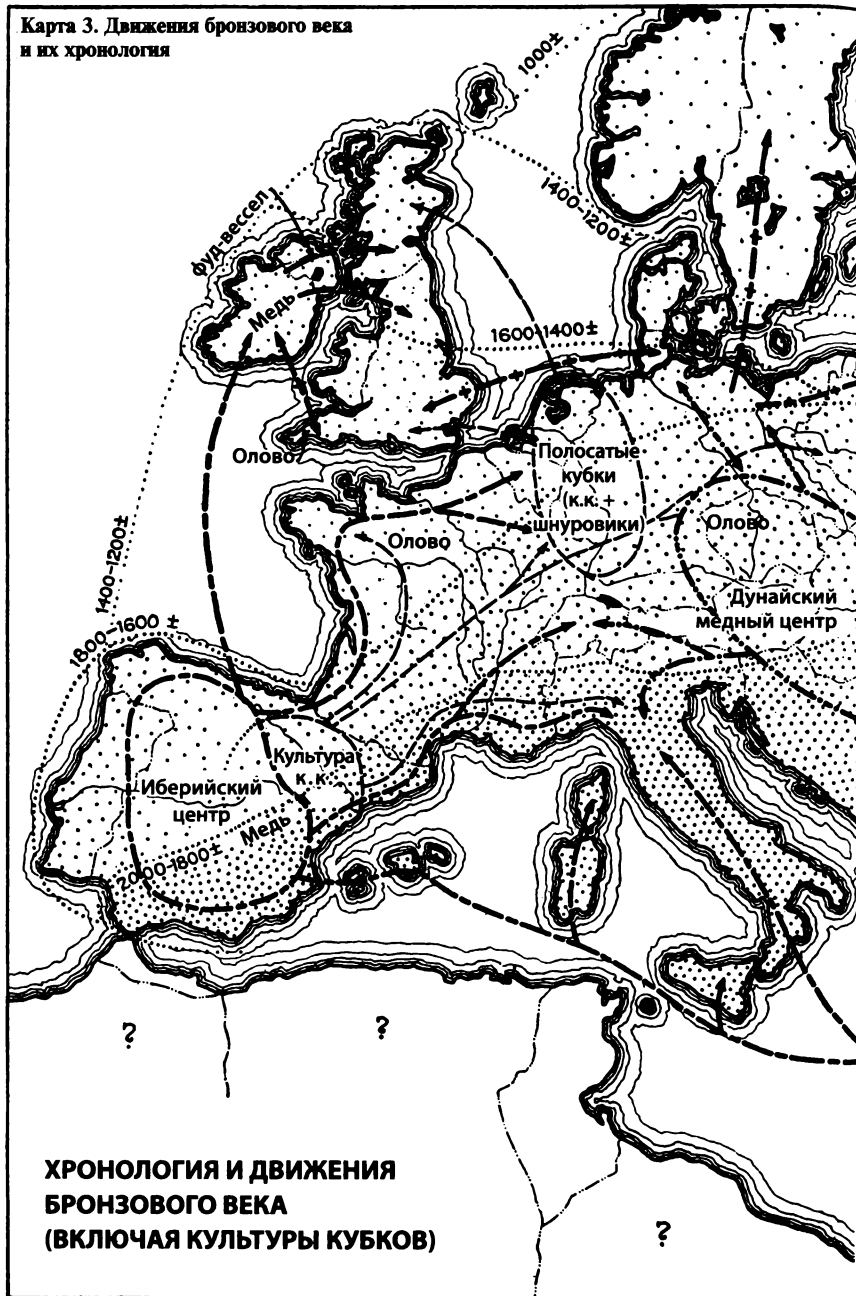 Карта 3. Движения бронзового века
и их хронология
1000±
1400-1200±
фуд-вессел
Медь
1600-1400±
Олово
Полосатые
кубки
(к.к. +
шнуровики)
Олово
Олово
Дунайский
медный центр
1400-1200±
1800-1600 ±
Культура
к. к.
Иберийский
центр
Медь
2000-1800±
?
?
?
ХРОНОЛОГИЯ И ДВИЖЕНИЯ
БРОНЗОВОГО ВЕКА
(ВКЛЮЧАЯ КУЛЬТУРЫ КУБКОВ)